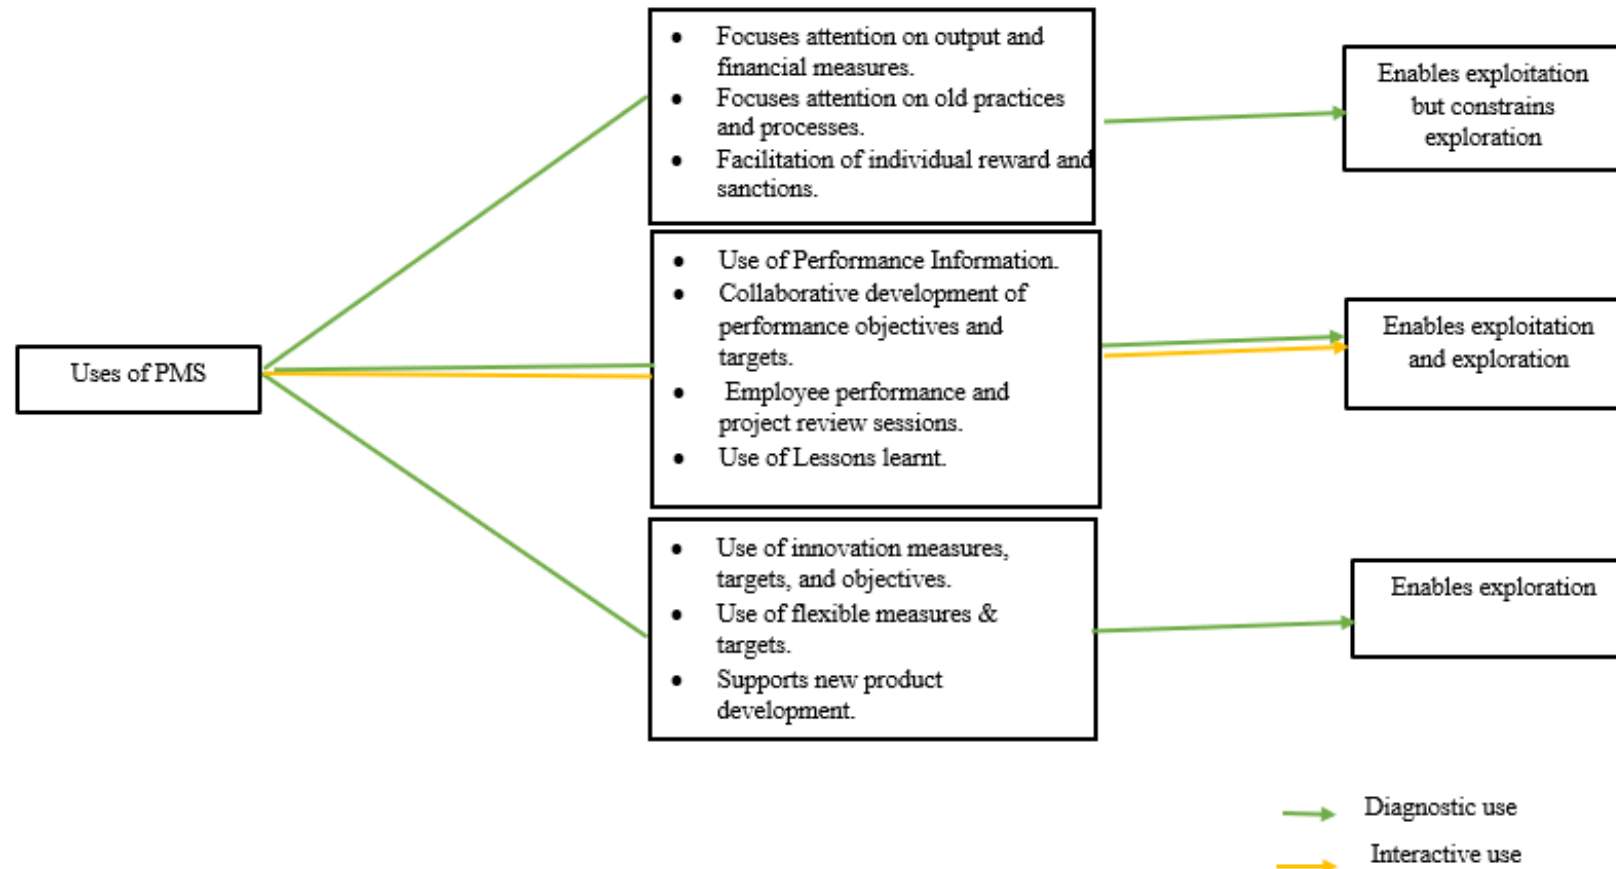 • Focuses attention on output and
financial measures.
• Focuses attention on old practices
and processes.
• Facilitation of individual reward and
sanctions.
Enables exploitation
but constrains
exploration
Uses of PMS
• Use of Performance Information.
• Collaborative development of
performance objectives and
targets.
• Employee performance and
project review sessions.
• Use of Lessons learnt.
Enables exploitation
and exploration
• Use of innovation measures,
targets, and objectives.
• Use of flexible measures &
targets.
• Supports new product
development.
Enables exploration
Diagnostic use
Interactive use